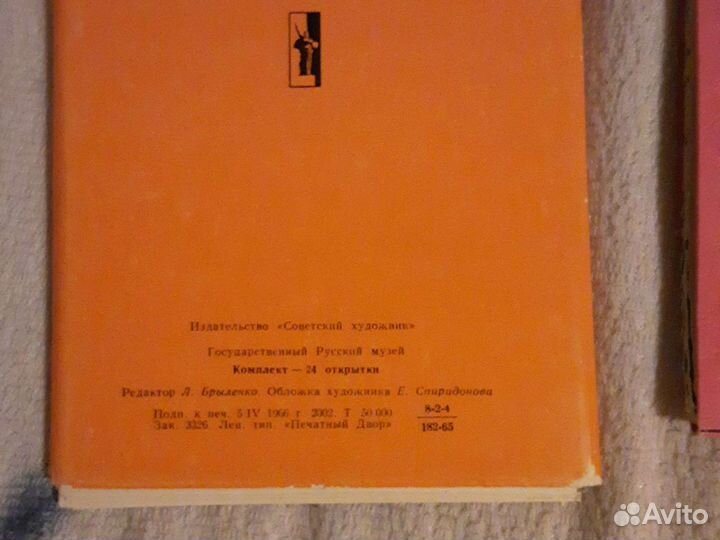 Издательство «Советский художник»
Государственный Русский музей
Комплект — 24 открытки
Редактор Л. Брыленко. Обложка художника Е. Спиридонова
Подп. к печ. 5/IV 1966 г. 2002. Т 50 000 8-2-4
Зак. 3326. Лен. тип. «Печатный Двор» 182-65
Avito